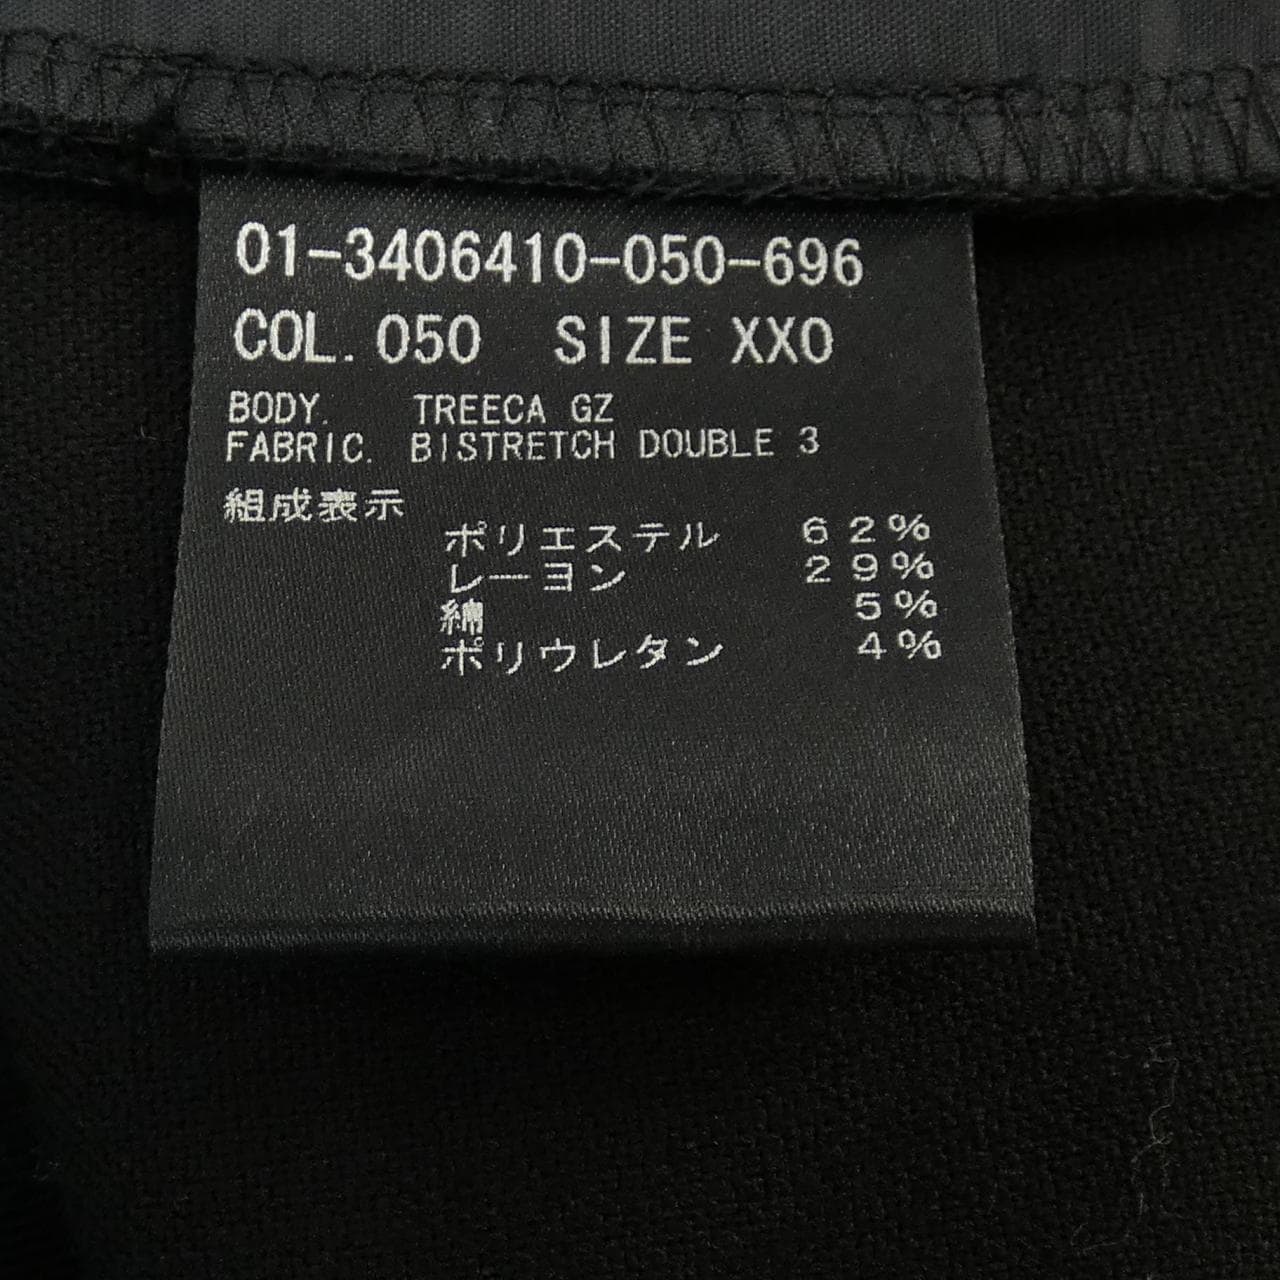 01-3406410-050-696
COL. 050 SIZE XXO
BODY. TREECA GZ
FABRIC. BISTRETCH DOUBLE 3
組成表示
ポリエステル 62%
レーヨン 29%
綿 5%
ポリウレタン 4%